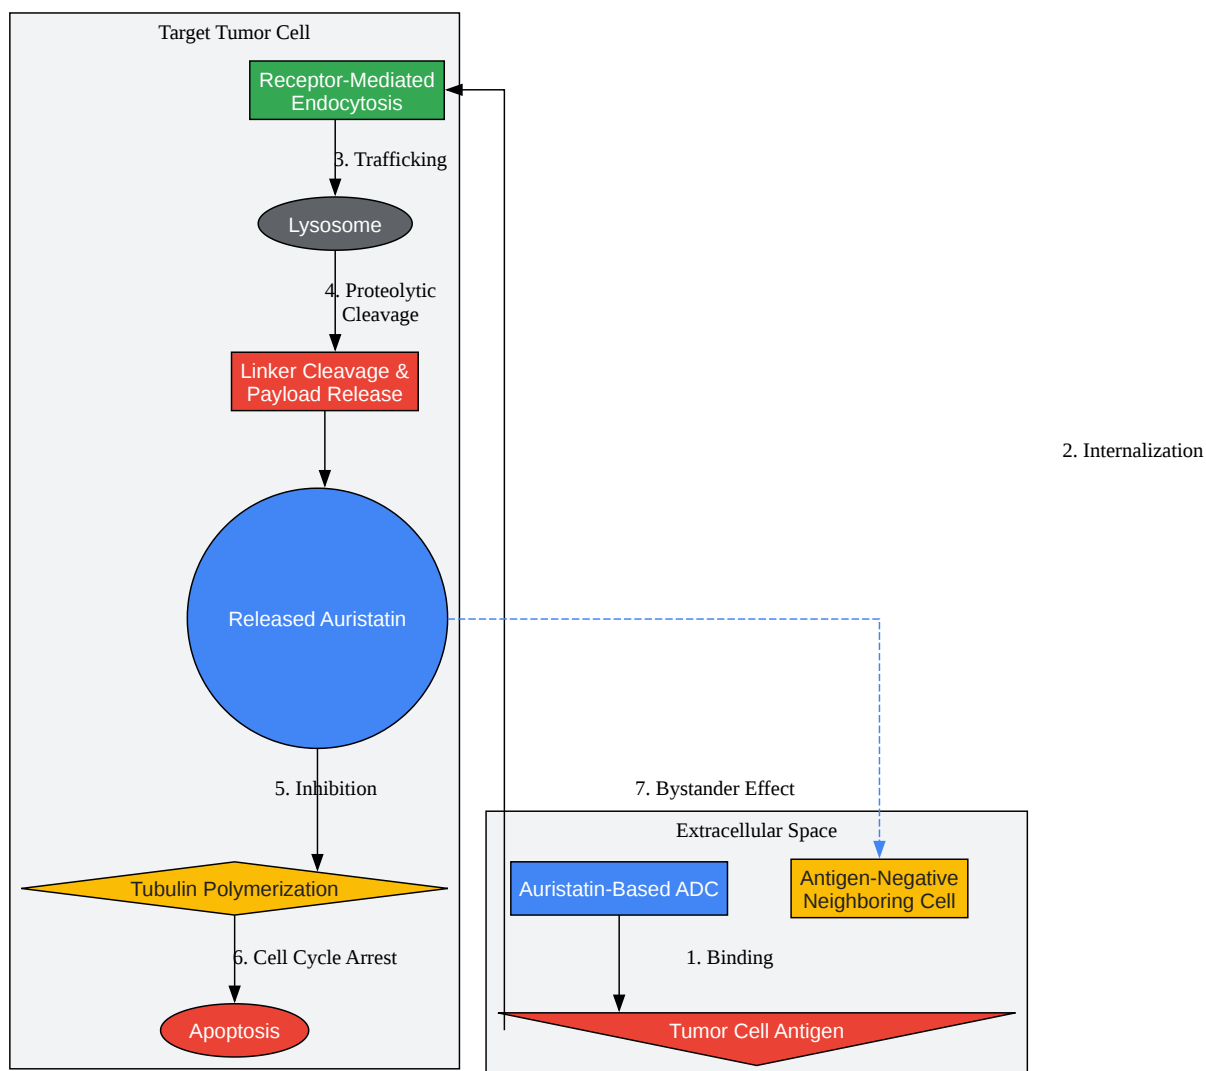 Target Tumor Cell
Receptor-Mediated
Endocytosis
3. Trafficking
Lysosome
4. Proteolytic
Cleavage
Linker Cleavage &
Payload Release
2. Internalization
Released Auristatin
5. Inhibition
7. Bystander Effect
Extracellular Space
Tubulin Polymerization
Auristatin-Based ADC
Antigen-Negative
Neighboring Cell
6. Cell Cycle Arrest
1. Binding
Apoptosis
Tumor Cell Antigen